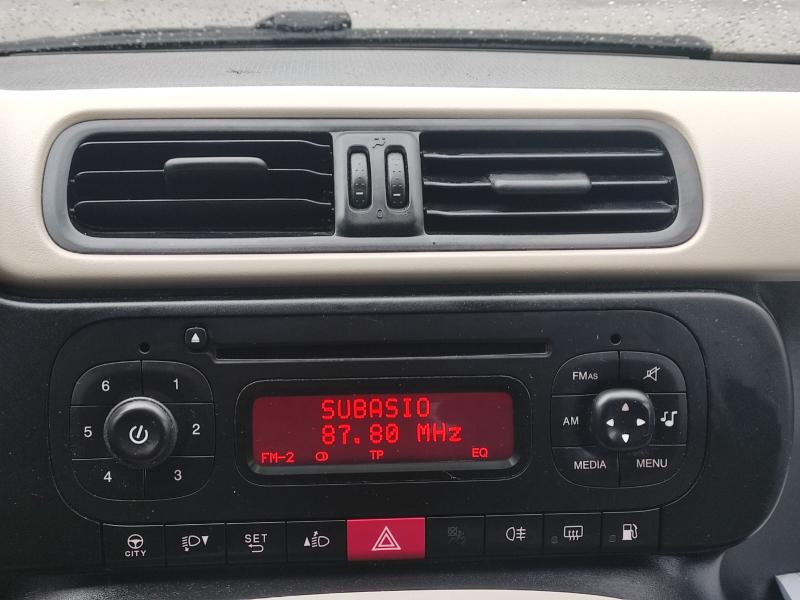 0
6 1
5 2
4 3
SUBASIO
87.80 MHz
FM-2 TP EQ
FMAS
AM
MEDIA MENU
CITY
SET